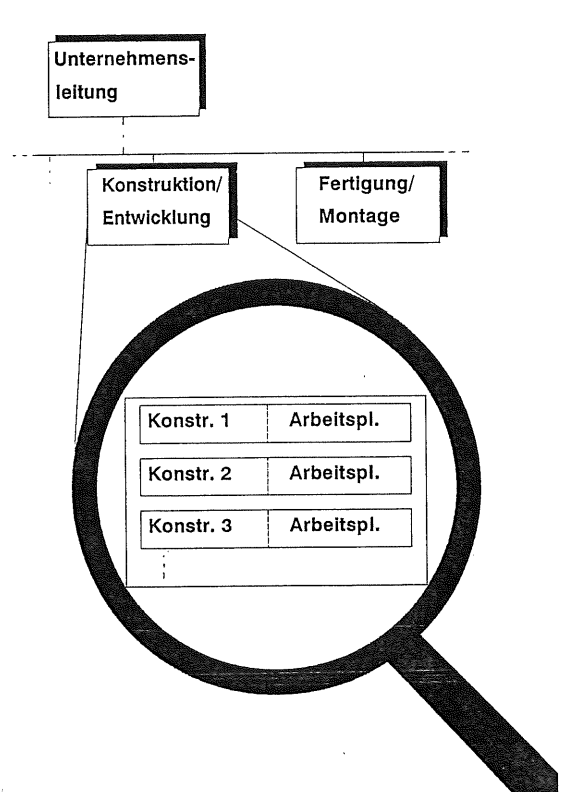 Unternehmens-
leitung
Konstruktion/
Entwicklung
Fertigung/
Montage
Konstr. 1 Arbeitspl.
Konstr. 2 Arbeitspl.
Konstr. 3 Arbeitspl.